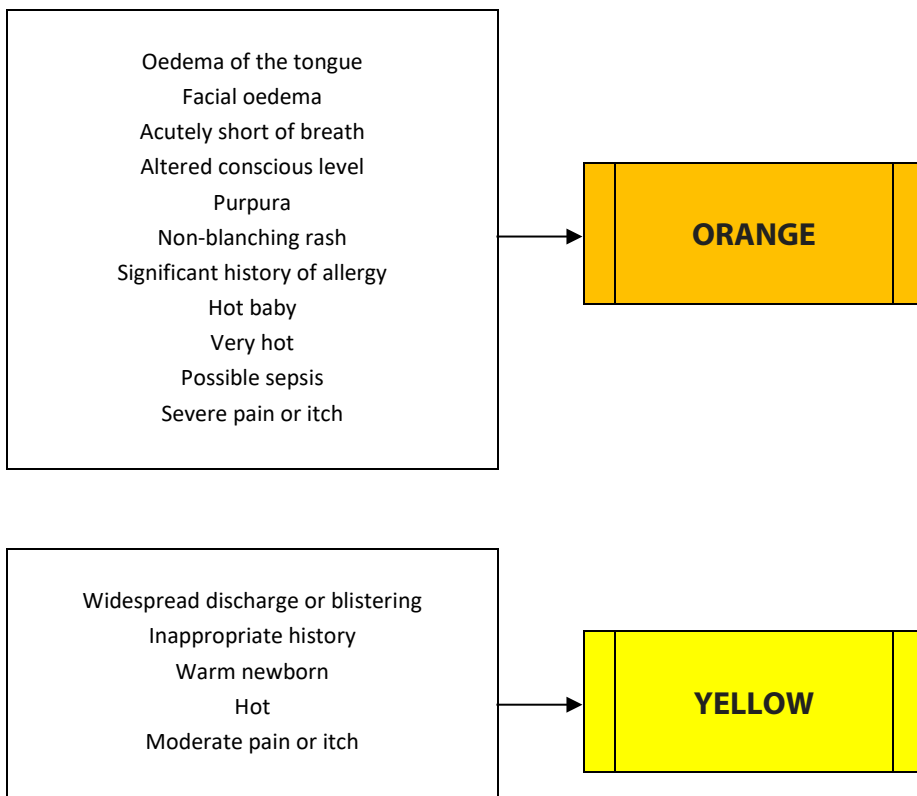 Oedema of the tongue
Facial oedema
Acutely short of breath
Altered conscious level
Purpura
Non-blanching rash
Significant history of allergy
Hot baby
Very hot
Possible sepsis
Severe pain or itch
ORANGE
Widespread discharge or blistering
Inappropriate history
Warm newborn
Hot
Moderate pain or itch
YELLOW